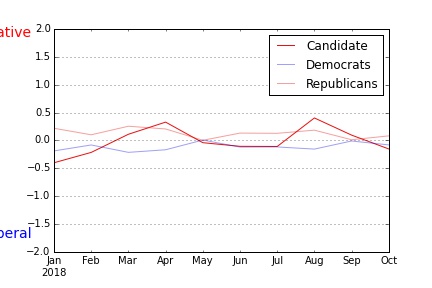 2.0
ative
1.5
1.0
0.5
0.0
−0.5
−1.0
−1.5
peral
−2.0
Candidate
Democrats
Republicans
Jan Feb Mar Apr May Jun Jul Aug Sep Oct
2018